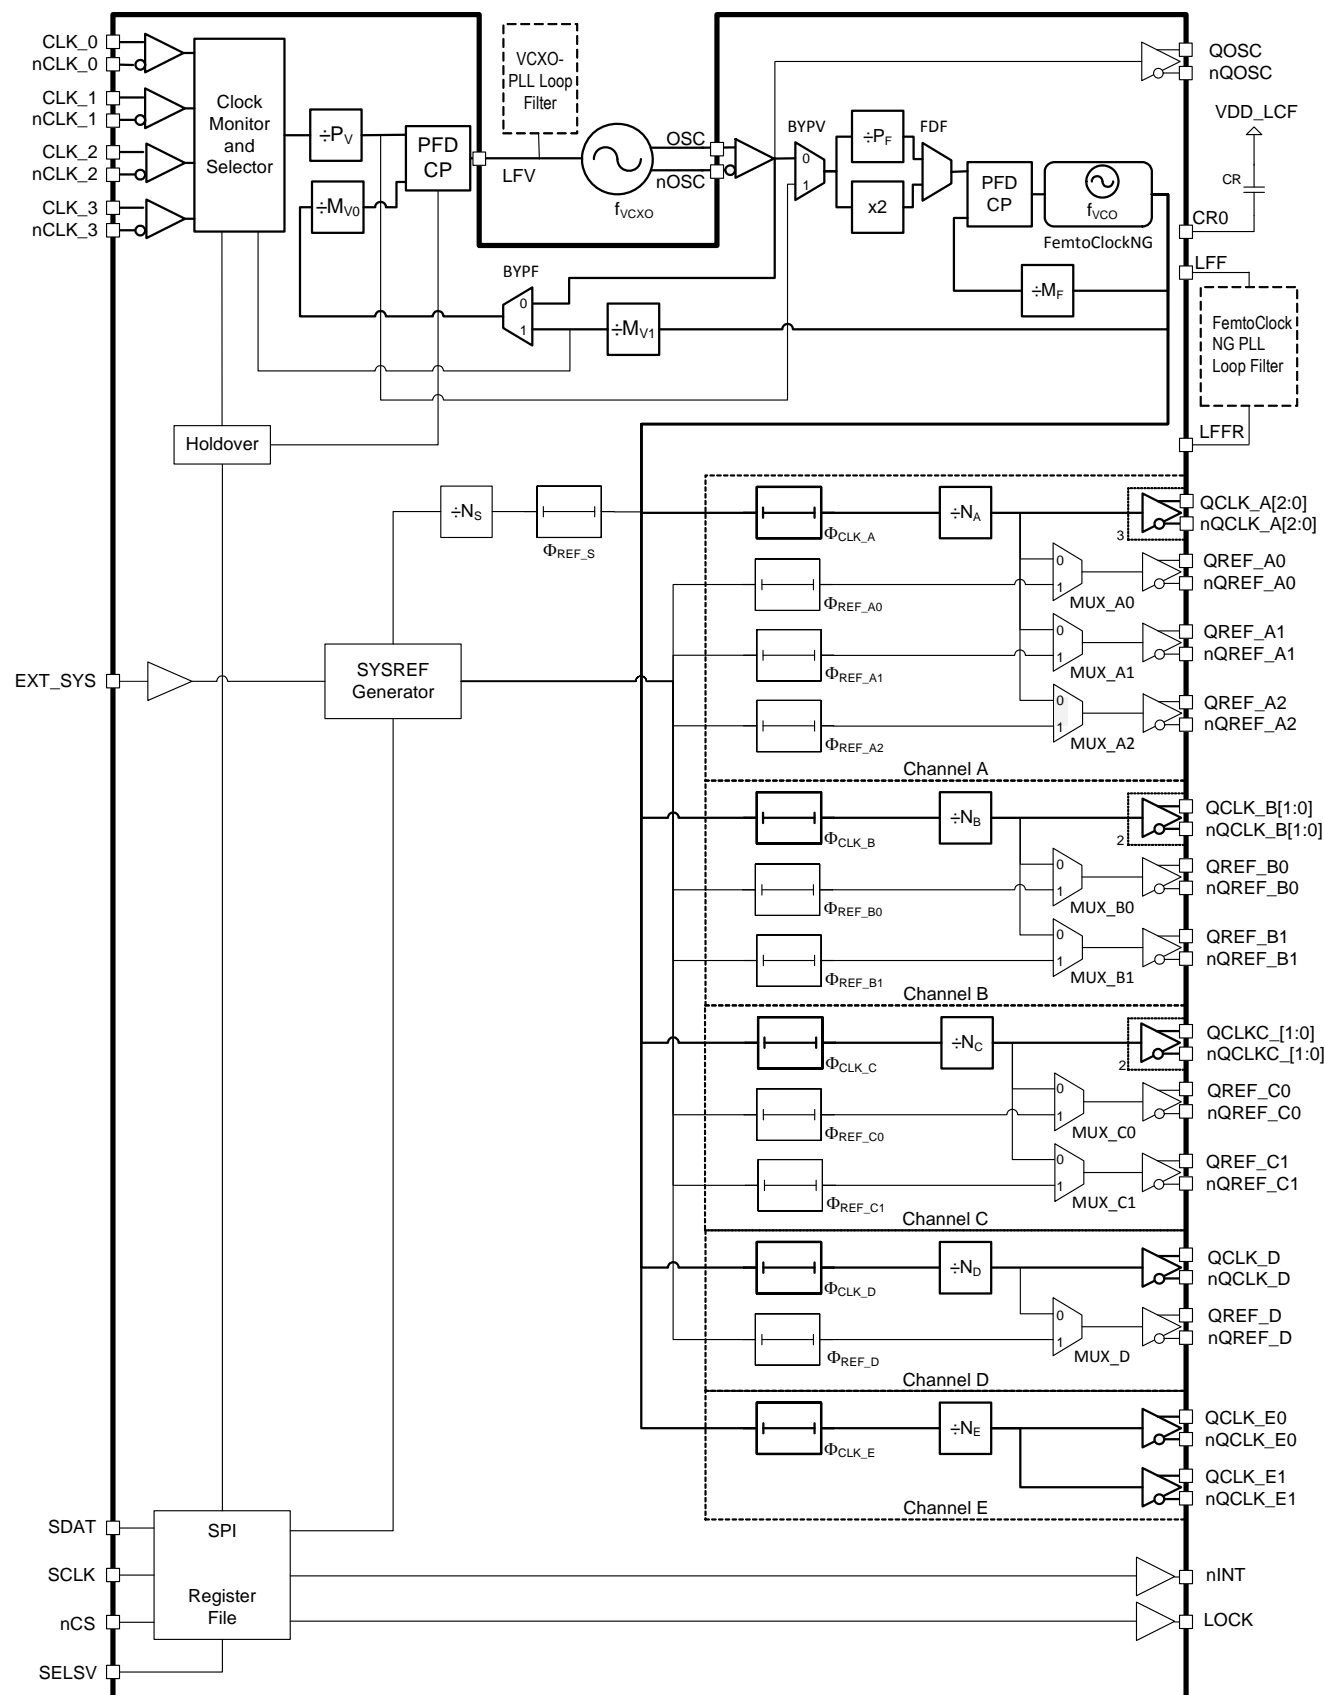 CLK_0
nCLK_0
CLK_1
nCLK_1
CLK_2
nCLK_2
CLK_3
nCLK_3
Clock
Monitor
and
Selector
÷PV
÷MV0
PFD
CP
LFV
VCXO-
PLL Loop
Filter
fVCXO
OSC
nOSC
BYPV
0
1
÷PF
x2
FDF
PFD
CP
fVCO
FemtoClockNG
÷MF
QOSC
nQOSC
VDD_LCF
CR
CR0
LFF
FemtoClock
NG PLL
Loop Filter
LFFR
BYPF
0
1
÷MV1
Holdover
÷NS
ΦREF_S
EXT_SYS
SYSREF
Generator
ΦCLK_A
÷NA
3
QCLK_A[2:0]
nQCLK_A[2:0]
ΦREF_A0
0
1
MUX_A0
QREF_A0
nQREF_A0
ΦREF_A1
0
1
MUX_A1
QREF_A1
nQREF_A1
ΦREF_A2
0
1
MUX_A2
QREF_A2
nQREF_A2
Channel A
ΦCLK_B
÷NB
2
QCLK_B[1:0]
nQCLK_B[1:0]
ΦREF_B0
0
1
MUX_B0
QREF_B0
nQREF_B0
ΦREF_B1
0
1
MUX_B1
QREF_B1
nQREF_B1
Channel B
ΦCLK_C
÷NC
2
QCLKC_[1:0]
nQCLKC_[1:0]
ΦREF_C0
0
1
MUX_C0
QREF_C0
nQREF_C0
ΦREF_C1
0
1
MUX_C1
QREF_C1
nQREF_C1
Channel C
ΦCLK_D
÷ND
QCLK_D
nQCLK_D
ΦREF_D
0
1
MUX_D
QREF_D
nQREF_D
Channel D
ΦCLK_E
÷NE
QCLK_E0
nQCLK_E0
QCLK_E1
nQCLK_E1
Channel E
SDAT
SCLK
nCS
SELSV
SPI
Register
File
nINT
LOCK